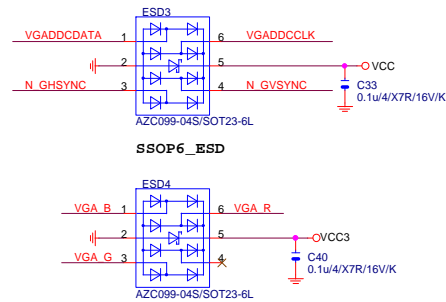 ESD3
VGADDCDATA 1 6 VGADDCCLK
2 5 VCC
N_GHSYNC 3 4 N_GVSYNC
C33
0.1u/4/X7R/16V/K
AZC099-04S/SOT23-6L
SSOP6_ESD
ESD4
VGA_B 1 6 VGA_R
2 5 VCC3
VGA_G 3 4
C40
0.1u/4/X7R/16V/K
AZC099-04S/SOT23-6L